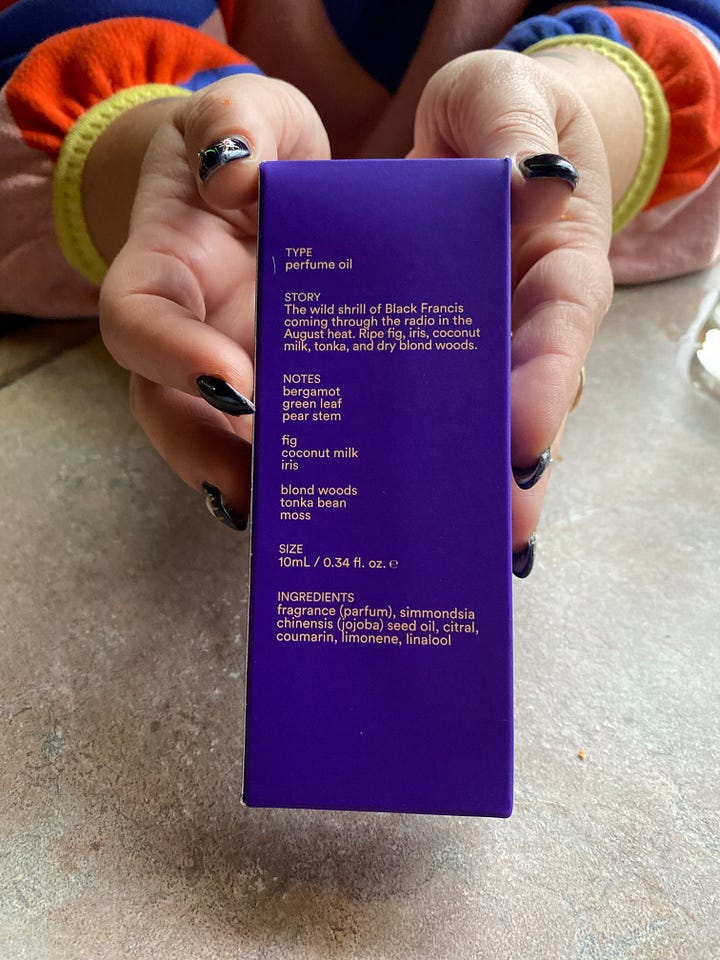 TYPE
perfume oil
STORY
The wild shrill of Black Francis
coming through the radio in the
August heat. Ripe fig, iris, coconut
milk, tonka, and dry blond woods.
NOTES
bergamot
green leaf
pear stem
fig
coconut milk
iris
blond woods
tonka bean
moss
SIZE
10mL / 0.34 fl. oz. ℮
INGREDIENTS
fragrance (parfum), simmondsia
chinensis (jojoba) seed oil, citral,
coumarin, limonene, linalool